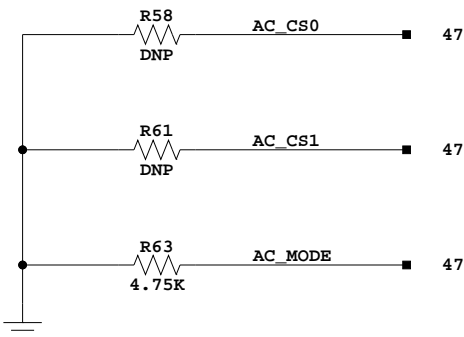 R58
AC_CS0
47
DNP
R61
AC_CS1
47
DNP
R63
AC_MODE
47
4.75K